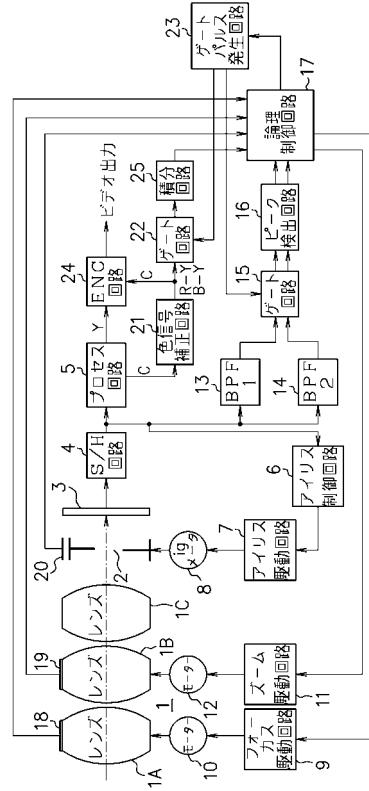 18
19
20
レンズ
レンズ
レンズ
1A
1B
1C
1
2
3
モーター
10
モーター
12
igメータ
8
フォーカス駆動回路
9
ズーム駆動回路
11
アイリス駆動回路
7
アイリス制御回路
6
4
S/H回路
5
プロセス回路
Y
24
ENC回路
ビデオ出力
C
C
21
色信号補正回路
R-Y
B-Y
22
ゲート回路
25
積分回路
23
ゲートパルス発生回路
13
BPF1
14
BPF2
15
ゲート回路
16
ピーク検出回路
論理制御回路
17